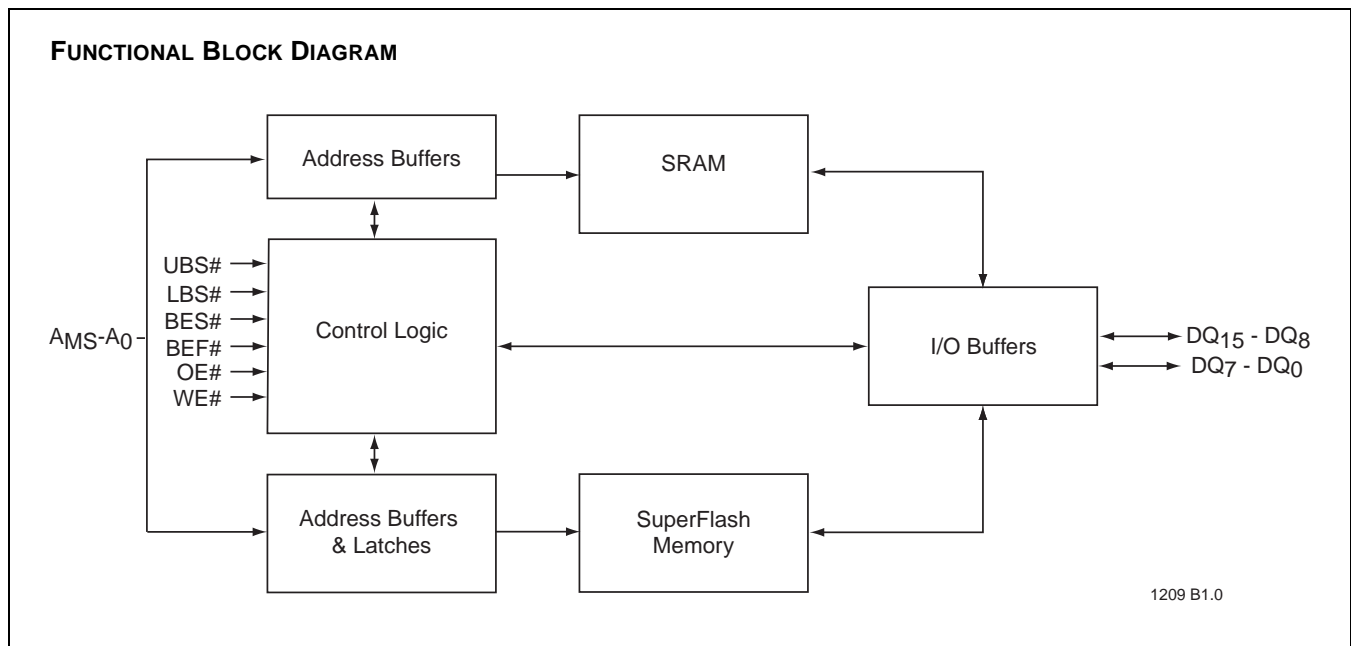 FUNCTIONAL BLOCK DIAGRAM
Address Buffers
SRAM
UBS#
LBS#
BES#
BEF#
OE#
WE#
AMS-A0
Control Logic
I/O Buffers
DQ15 - DQ8
DQ7 - DQ0
Address Buffers
& Latches
SuperFlash
Memory
1209 B1.0